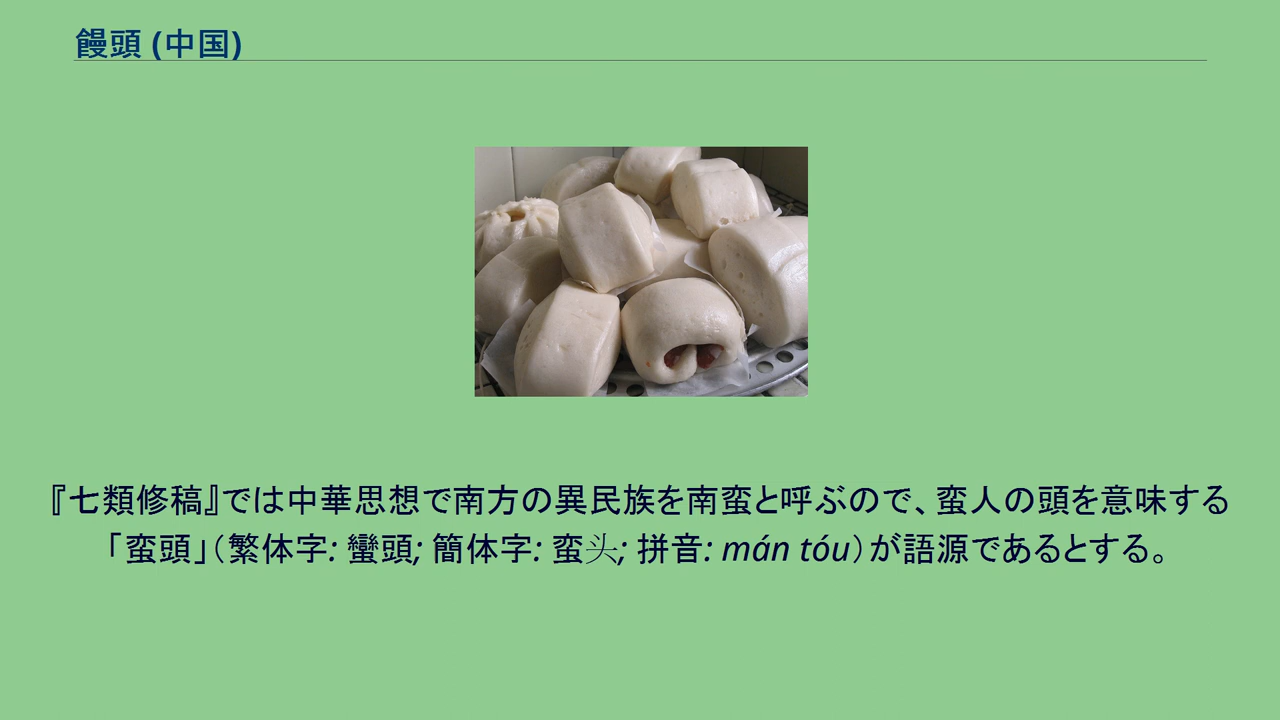 饅頭 (中国)
『七類修稿』では中華思想で南方の異民族を南蛮と呼ぶので、蛮人の頭を意味する
「蛮頭」（繁体字: 蠻頭; 簡体字: 蛮头; 拼音: mán tóu）が語源であるとする。